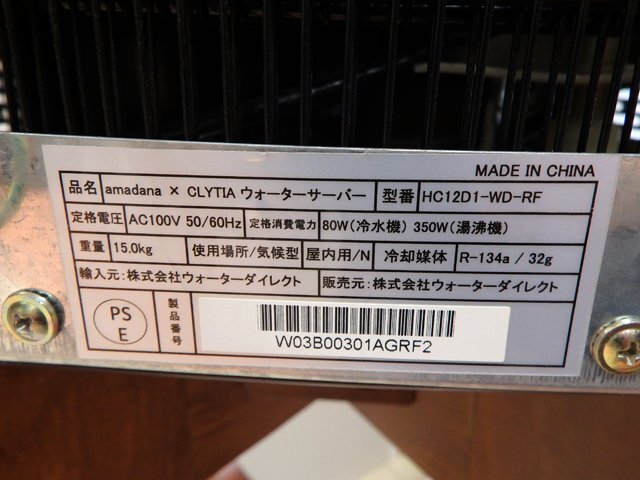 MADE IN CHINA
品名 amadana × CLYTIA ウォーターサーバー 型番 HC12D1-WD-RF
定格電圧 AC100V 50/60Hz 定格消費電力 80W(冷水機) 350W(湯沸機)
重量 15.0kg 使用場所/気候型 屋内用/N 冷却媒体 R-134a / 32g
輸入元:株式会社ウォーターダイレクト 販売元:株式会社ウォーターダイレクト
PS
E
製品番号
W03B00301AGRF2